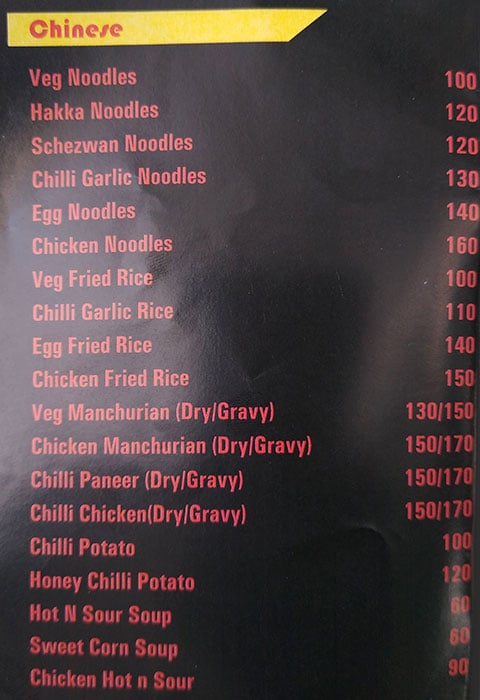 Chinese
Veg Noodles 100
Hakka Noodles 120
Schezwan Noodles 120
Chilli Garlic Noodles 130
Egg Noodles 140
Chicken Noodles 160
Veg Fried Rice 100
Chilli Garlic Rice 110
Egg Fried Rice 140
Chicken Fried Rice 150
Veg Manchurian (Dry/Gravy) 130/150
Chicken Manchurian (Dry/Gravy) 150/170
Chilli Paneer (Dry/Gravy) 150/170
Chilli Chicken(Dry/Gravy) 150/170
Chilli Potato 100
Honey Chilli Potato 120
Hot N Sour Soup 60
Sweet Corn Soup 60
Chicken Hot n Sour 90